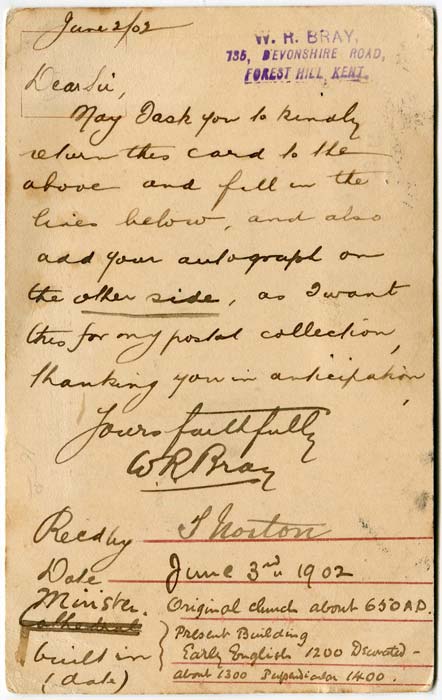 June 2/02
W. R. BRAY,
735, DEVONSHIRE ROAD,
FOREST HILL, KENT.
Dear Sir,
May I ask you to kindly
return this card to the
above and fill in the
lines below, and also
add your autograph on
the other side, as I want
this for my postal collection,
thanking you in anticipation,
Yours faithfully
W. R. Bray
Recd by
Date June 3rd 1902
Minster. Original church about 650 A.D.
Cathedral
built in Present Building
Early English 1200 Decorated -
(date) about 1300 Perpendicular 1400.